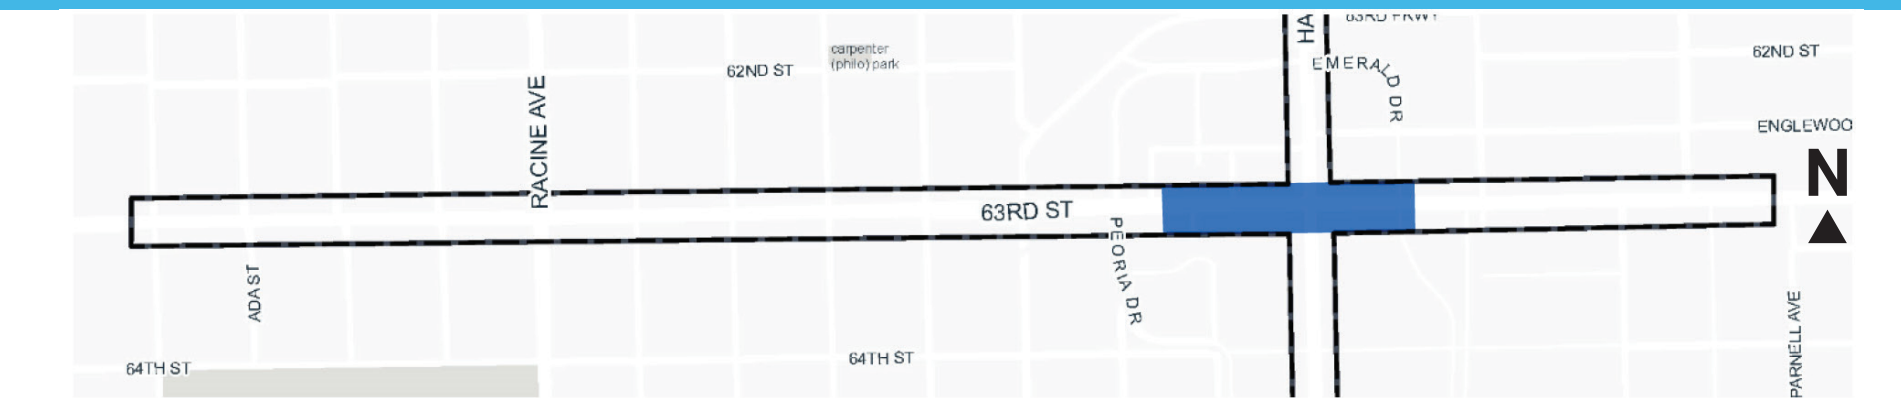 HA
62ND ST
carpenter
(philo) park
EMERALD DR
62ND ST
ENGLEWOO
RACINE AVE
N
63RD ST
PEORIA DR
ADA ST
64TH ST
64TH ST
PARNELL AVE